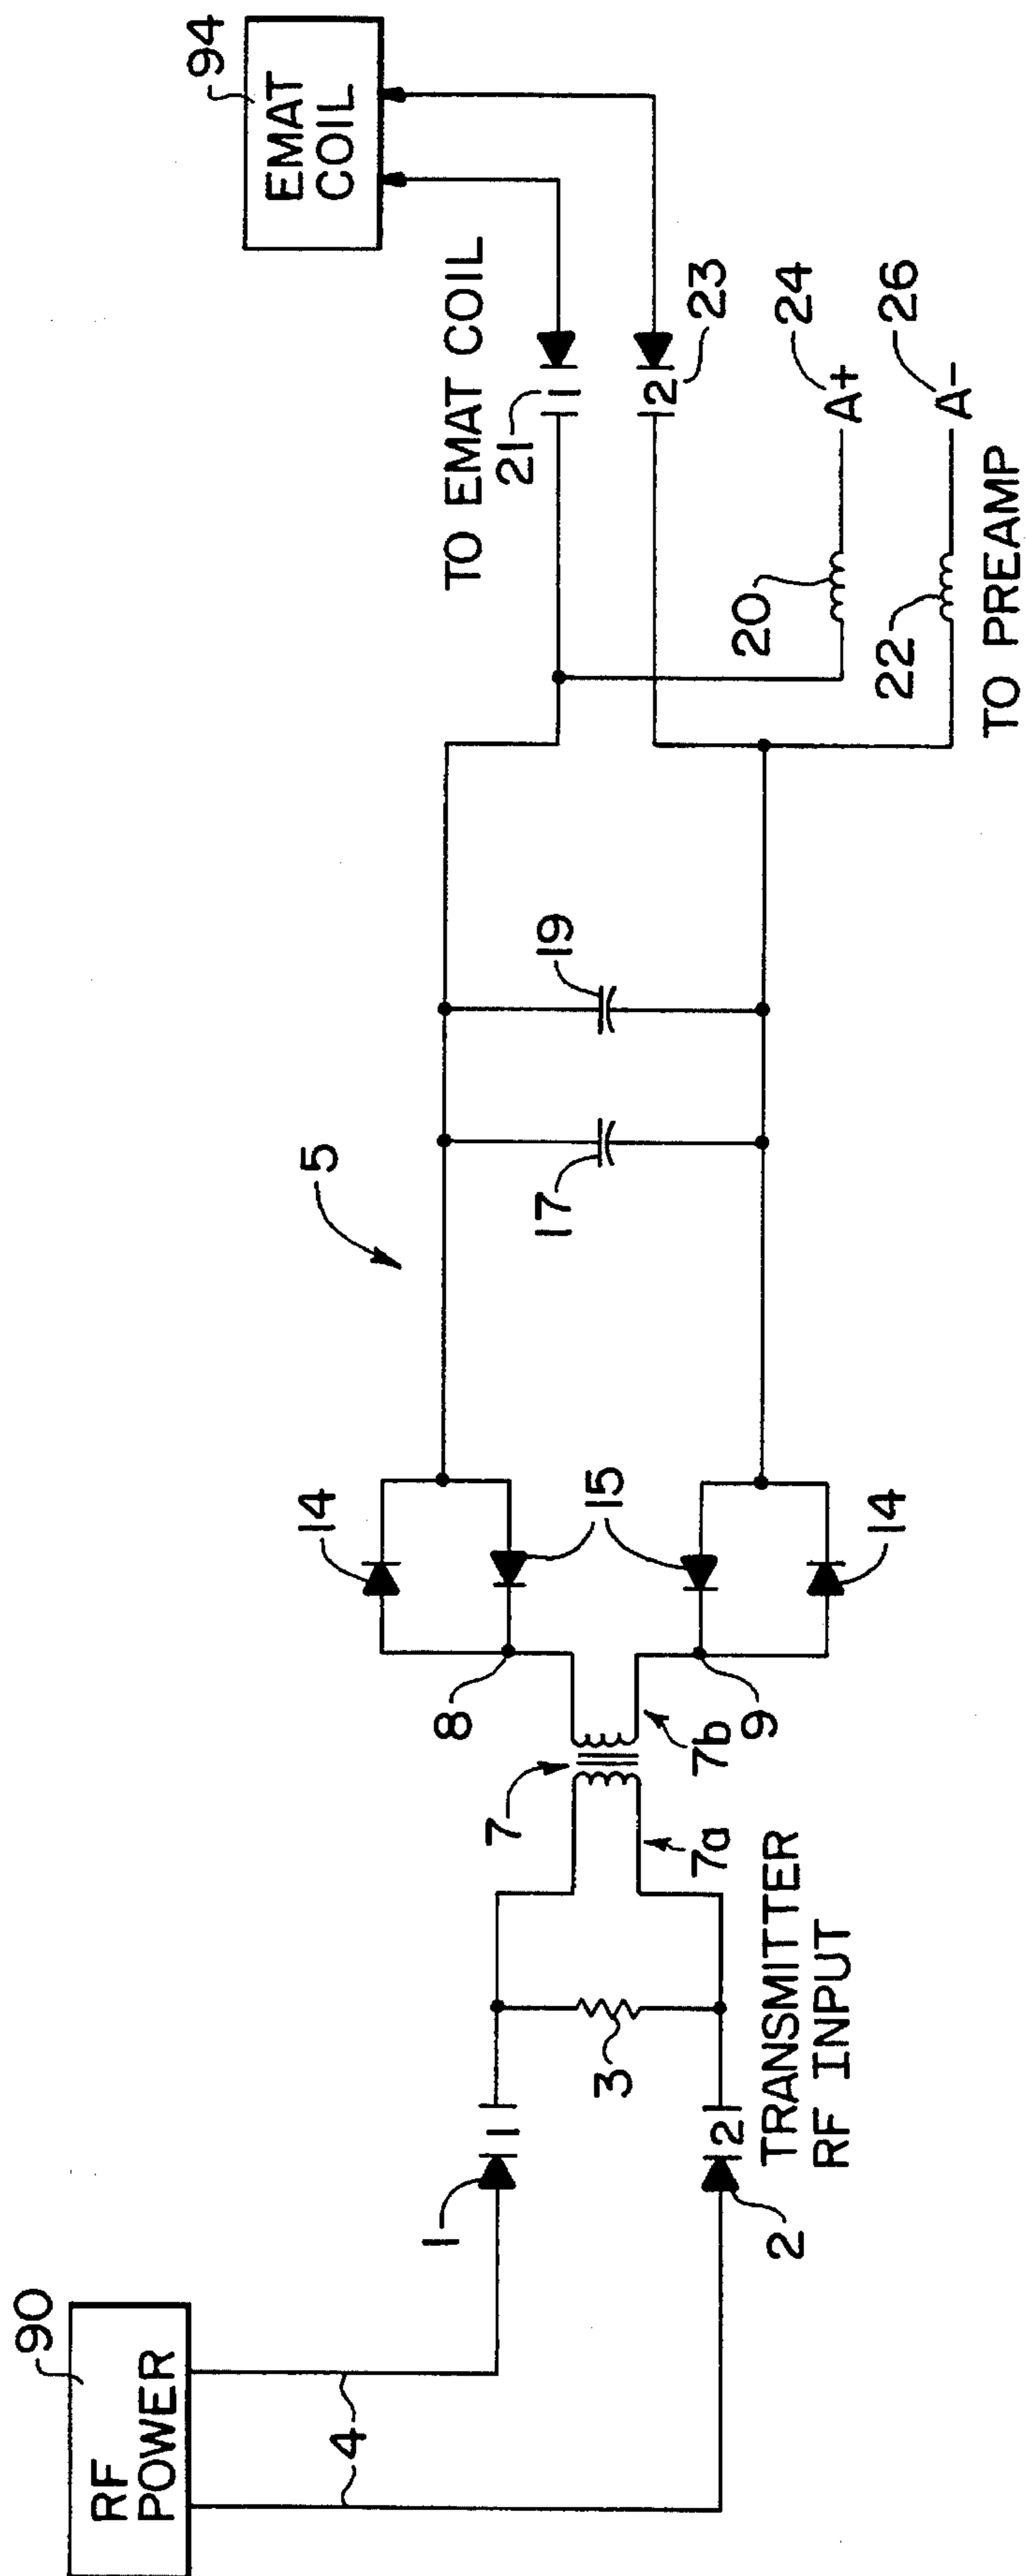 90
RF
POWER
4
1
1
2
2
3
TRANSMITTER
RF INPUT
7
7a
7b
8
9
14
15
14
5
17
19
TO EMAT COIL
21
1
2
23
94
EMAT
COIL
20
A+
24
22
A-
26
TO PREAMP